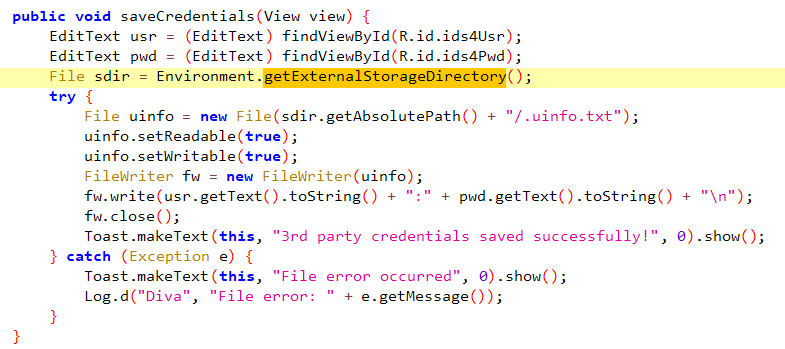 public void saveCredentials(View view) {
    EditText usr = (EditText) findViewById(R.id.ids4Usr);
    EditText pwd = (EditText) findViewById(R.id.ids4Pwd);
    File sdir = Environment.getExternalStorageDirectory();
    try {
        File uinfo = new File(sdir.getAbsolutePath() + "/.uinfo.txt");
        uinfo.setReadable(true);
        uinfo.setWritable(true);
        FileWriter fw = new FileWriter(uinfo);
        fw.write(usr.getText().toString() + ":" + pwd.getText().toString() + "\n");
        fw.close();
        Toast.makeText(this, "3rd party credentials saved successfully!", 0).show();
    } catch (Exception e) {
        Toast.makeText(this, "File error occurred", 0).show();
        Log.d("Diva", "File error: " + e.getMessage());
    }
}